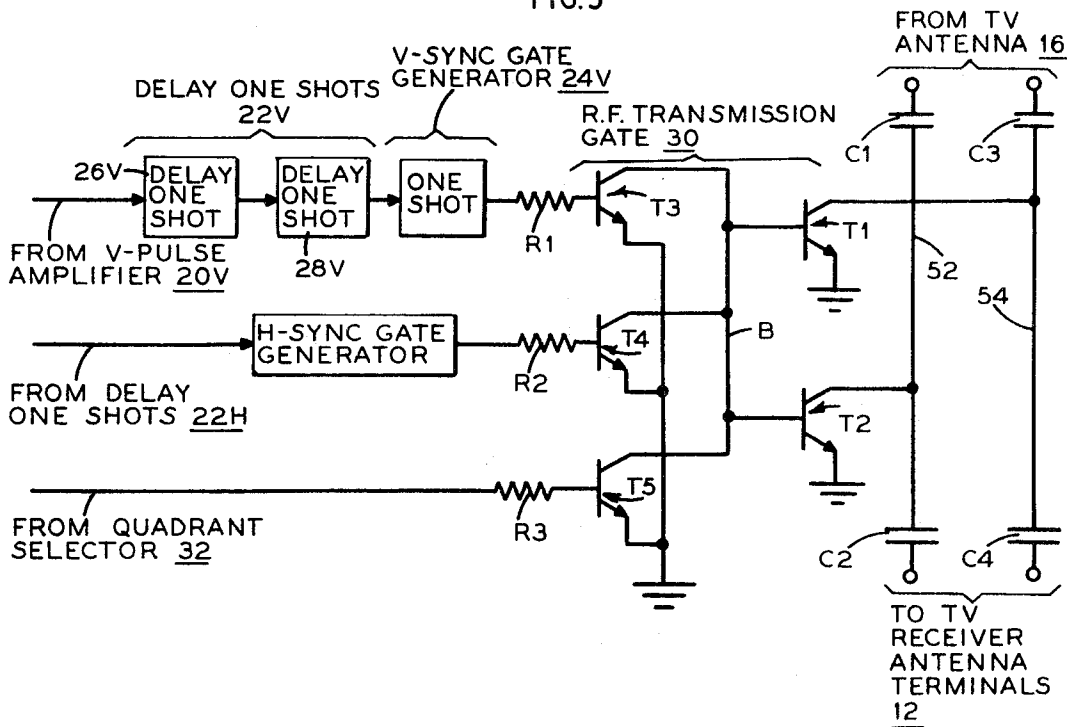 FIG.5
FROM TV
ANTENNA 16
V-SYNC GATE
GENERATOR 24V
DELAY ONE SHOTS
22V
R.F. TRANSMISSION
GATE 30
C1
C3
26V
DELAY
ONE
SHOT
DELAY
ONE
SHOT
ONE
SHOT
T3
R1
T1
FROM V-PULSE
AMPLIFIER 20V
28V
52
54
H-SYNC GATE
GENERATOR
T4
B
R2
FROM DELAY
ONE SHOTS 22H
T2
T5
R3
FROM QUADRANT
SELECTOR 32
C2
C4
TO TV
RECEIVER
ANTENNA
TERMINALS
12